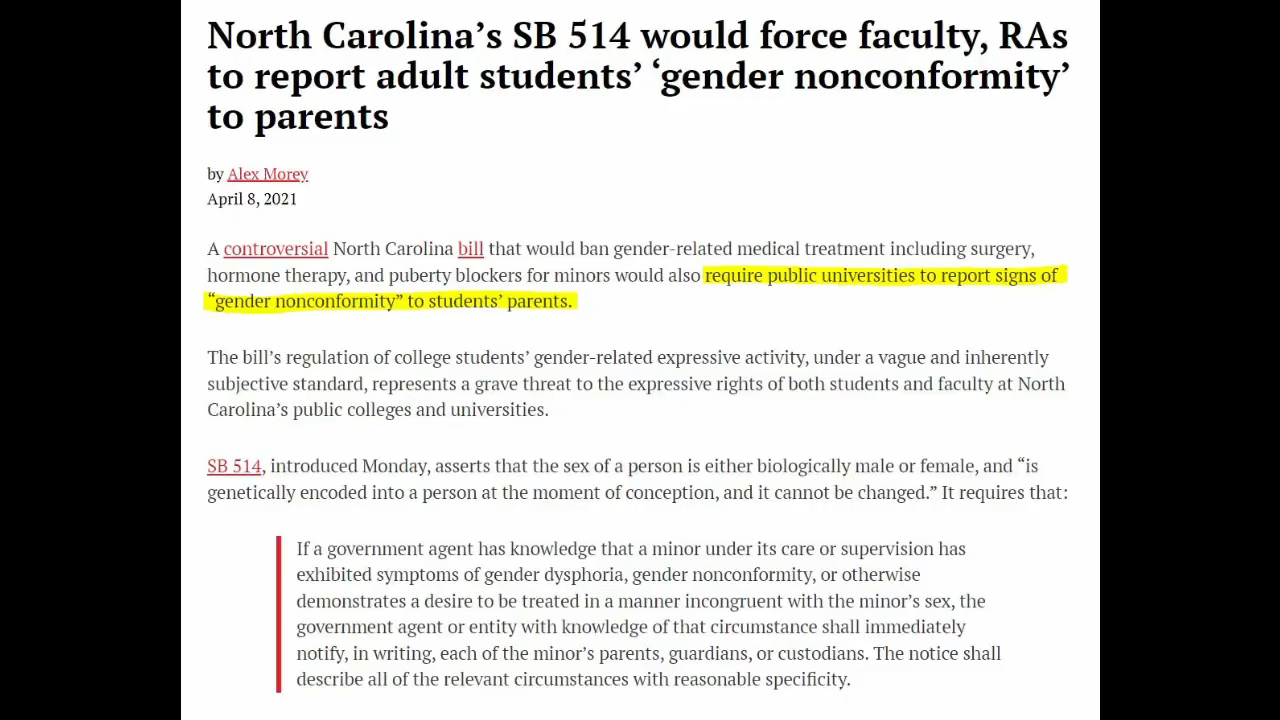 North Carolina’s SB 514 would force faculty, RAs
to report adult students’ ‘gender nonconformity’
to parents
by Alex Morey
April 8, 2021
A controversial North Carolina bill that would ban gender-related medical treatment including surgery,
hormone therapy, and puberty blockers for minors would also require public universities to report signs of
“gender nonconformity” to students’ parents.
The bill’s regulation of college students’ gender-related expressive activity, under a vague and inherently
subjective standard, represents a grave threat to the expressive rights of both students and faculty at North
Carolina’s public colleges and universities.
SB 514, introduced Monday, asserts that the sex of a person is either biologically male or female, and “is
genetically encoded into a person at the moment of conception, and it cannot be changed.” It requires that:
If a government agent has knowledge that a minor under its care or supervision has
exhibited symptoms of gender dysphoria, gender nonconformity, or otherwise
demonstrates a desire to be treated in a manner incongruent with the minor’s sex, the
government agent or entity with knowledge of that circumstance shall immediately
notify, in writing, each of the minor’s parents, guardians, or custodians. The notice shall
describe all of the relevant circumstances with reasonable specificity.